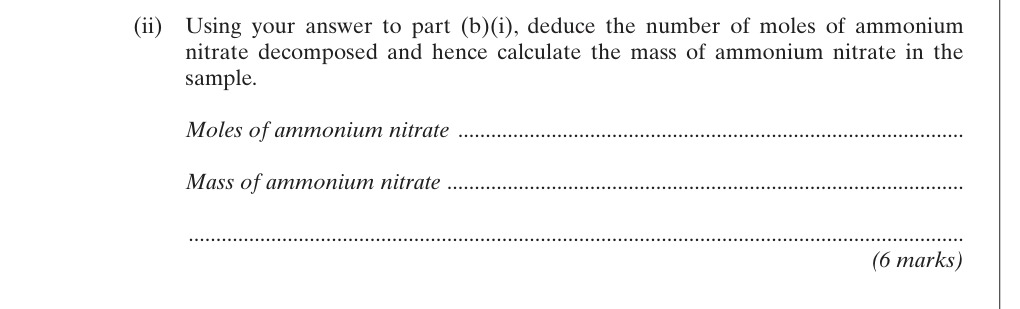 (ii) Using your answer to part (b)(i), deduce the number of moles of ammonium
nitrate decomposed and hence calculate the mass of ammonium nitrate in the
sample.
Moles of ammonium nitrate ............................................................................................
Mass of ammonium nitrate ..............................................................................................
.............................................................................................................................................
(6 marks)